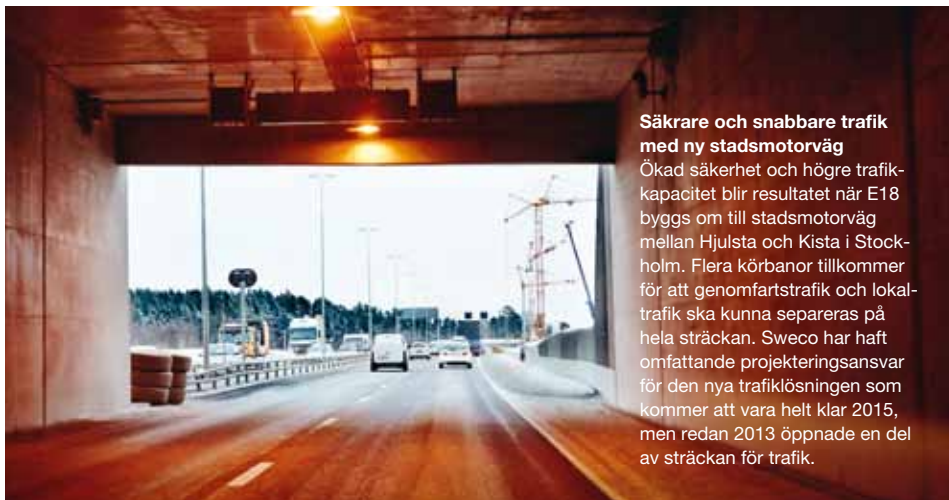 Säkrare och snabbare trafik
med ny stadsmotorväg
Ökad säkerhet och högre trafik-
kapacitet blir resultatet när E18
byggs om till stadsmotorväg
mellan Hjulsta och Kista i Stock-
holm. Flera körbanor tillkommer
för att genomfartstrafik och lokal-
trafik ska kunna separeras på
hela sträckan. Sweco har haft
omfattande projekteringsansvar
för den nya trafiklösningen som
kommer att vara helt klar 2015,
men redan 2013 öppnade en del
av sträckan för trafik.